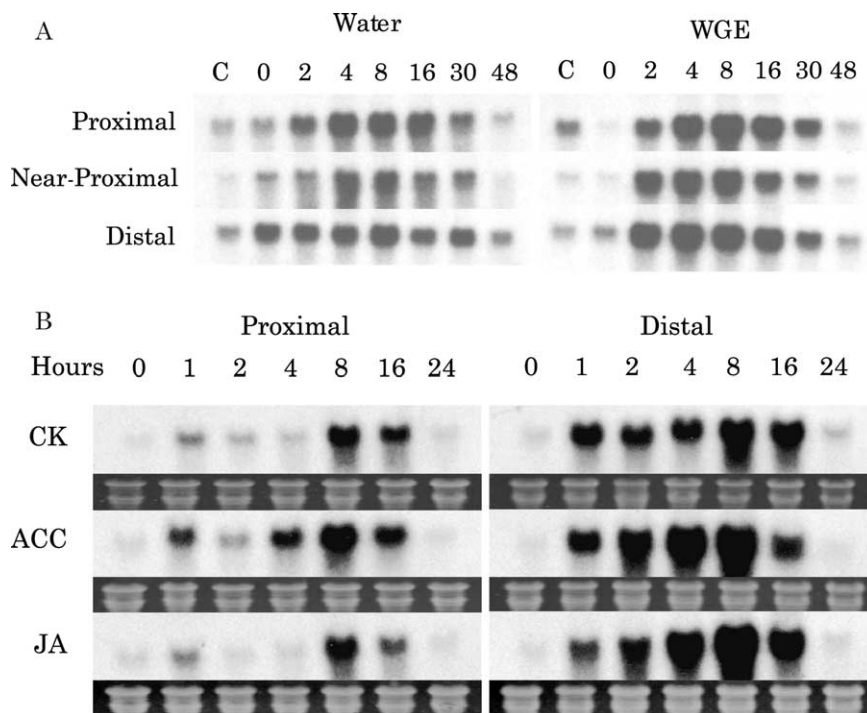 A
Water WGE
C 0 2 4 8 16 30 48 C 0 2 4 8 16 30 48
Proximal
Near-Proximal
Distal
B
Proximal Distal
Hours 0 1 2 4 8 16 24 0 1 2 4 8 16 24
CK
ACC
JA